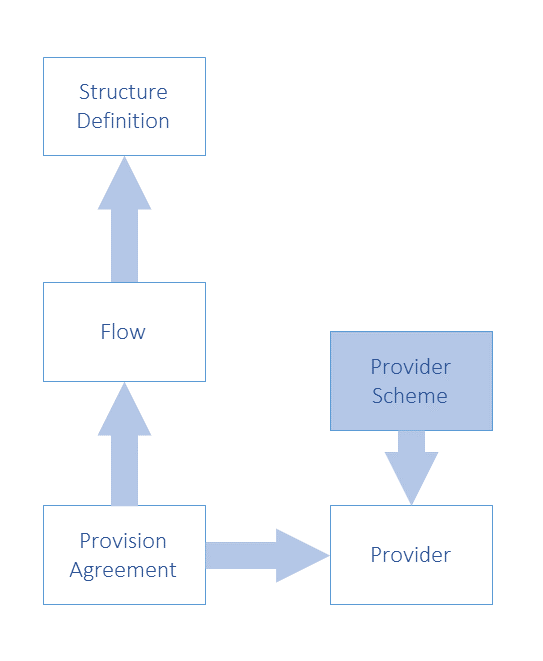 Structure
Definition
Flow
Provider
Scheme
Provision
Agreement
Provider